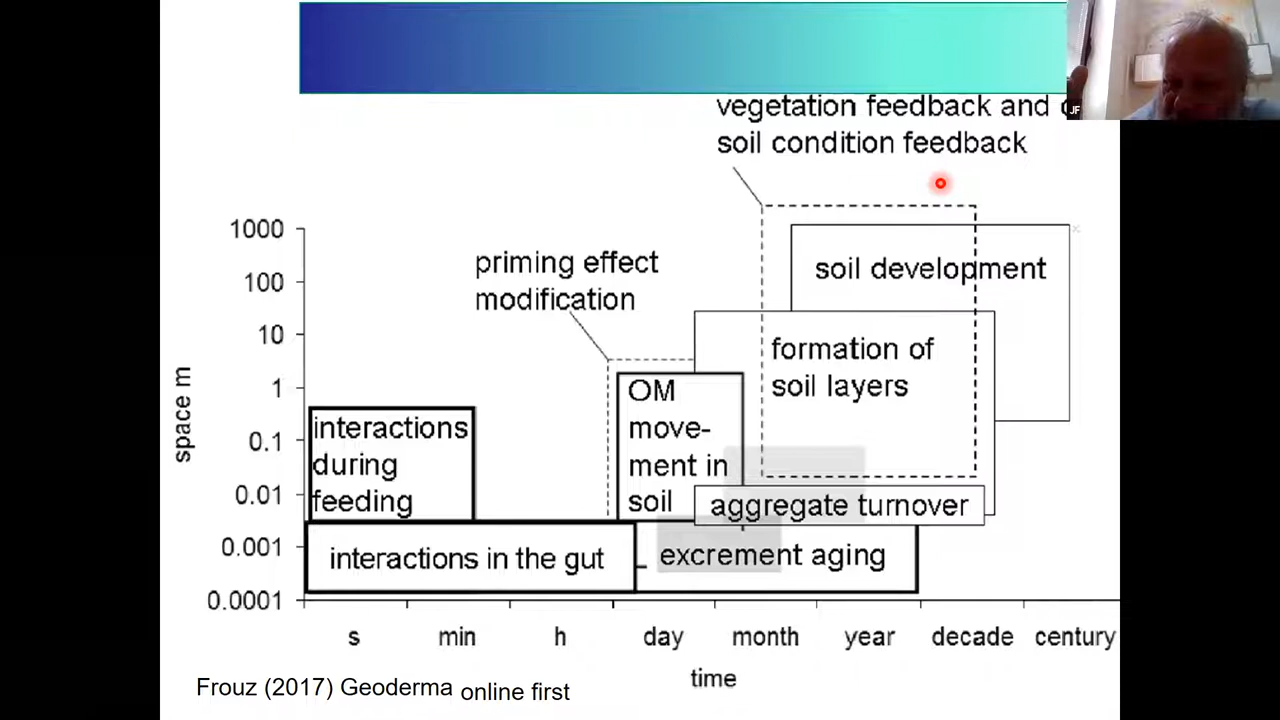 vegetation feedback and
soil condition feedback
JF
1000
100
10
1
0.1
0.01
0.001
0.0001
space m
priming effect
modification
soil development
formation of
soil layers
OM
move-
ment in
soil
interactions
during
feeding
aggregate turnover
interactions in the gut
excrement aging
s min h day month year decade century
time
Frouz (2017) Geoderma online first